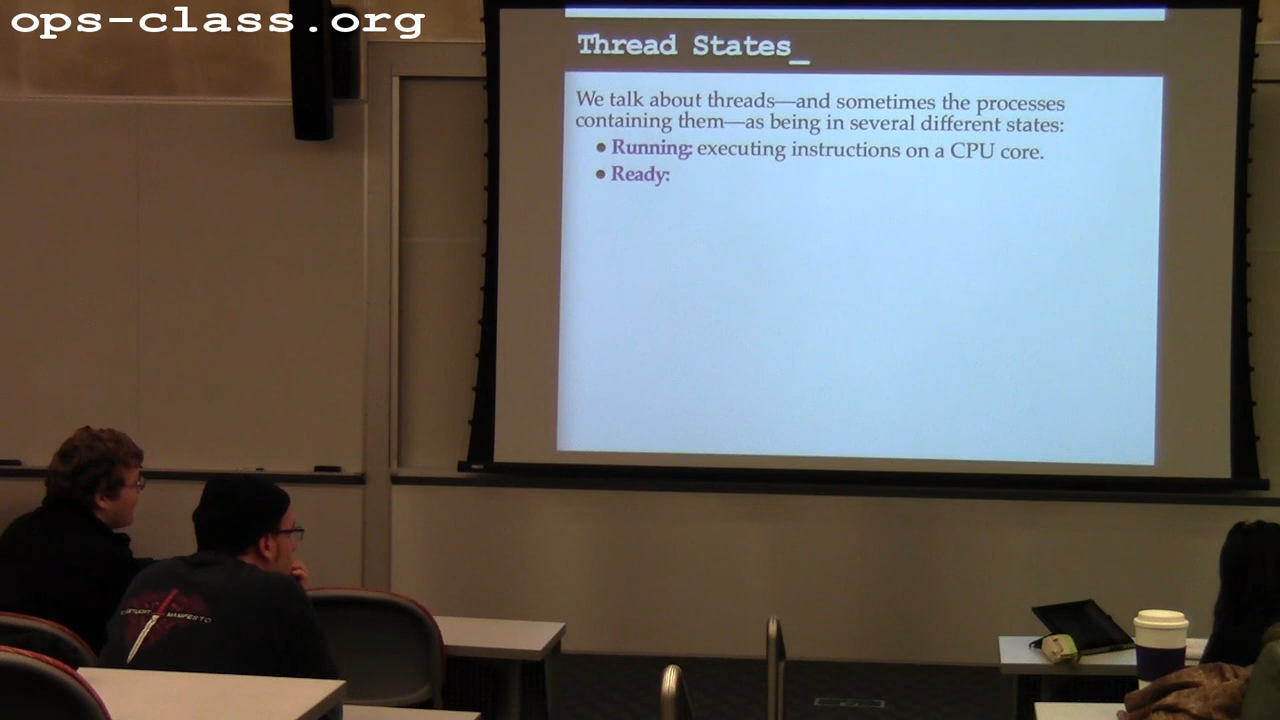 ops-class.org
Thread States_
We talk about threads—and sometimes the processes
containing them—as being in several different states:
• Running: executing instructions on a CPU core.
• Ready:
MANIFESTO